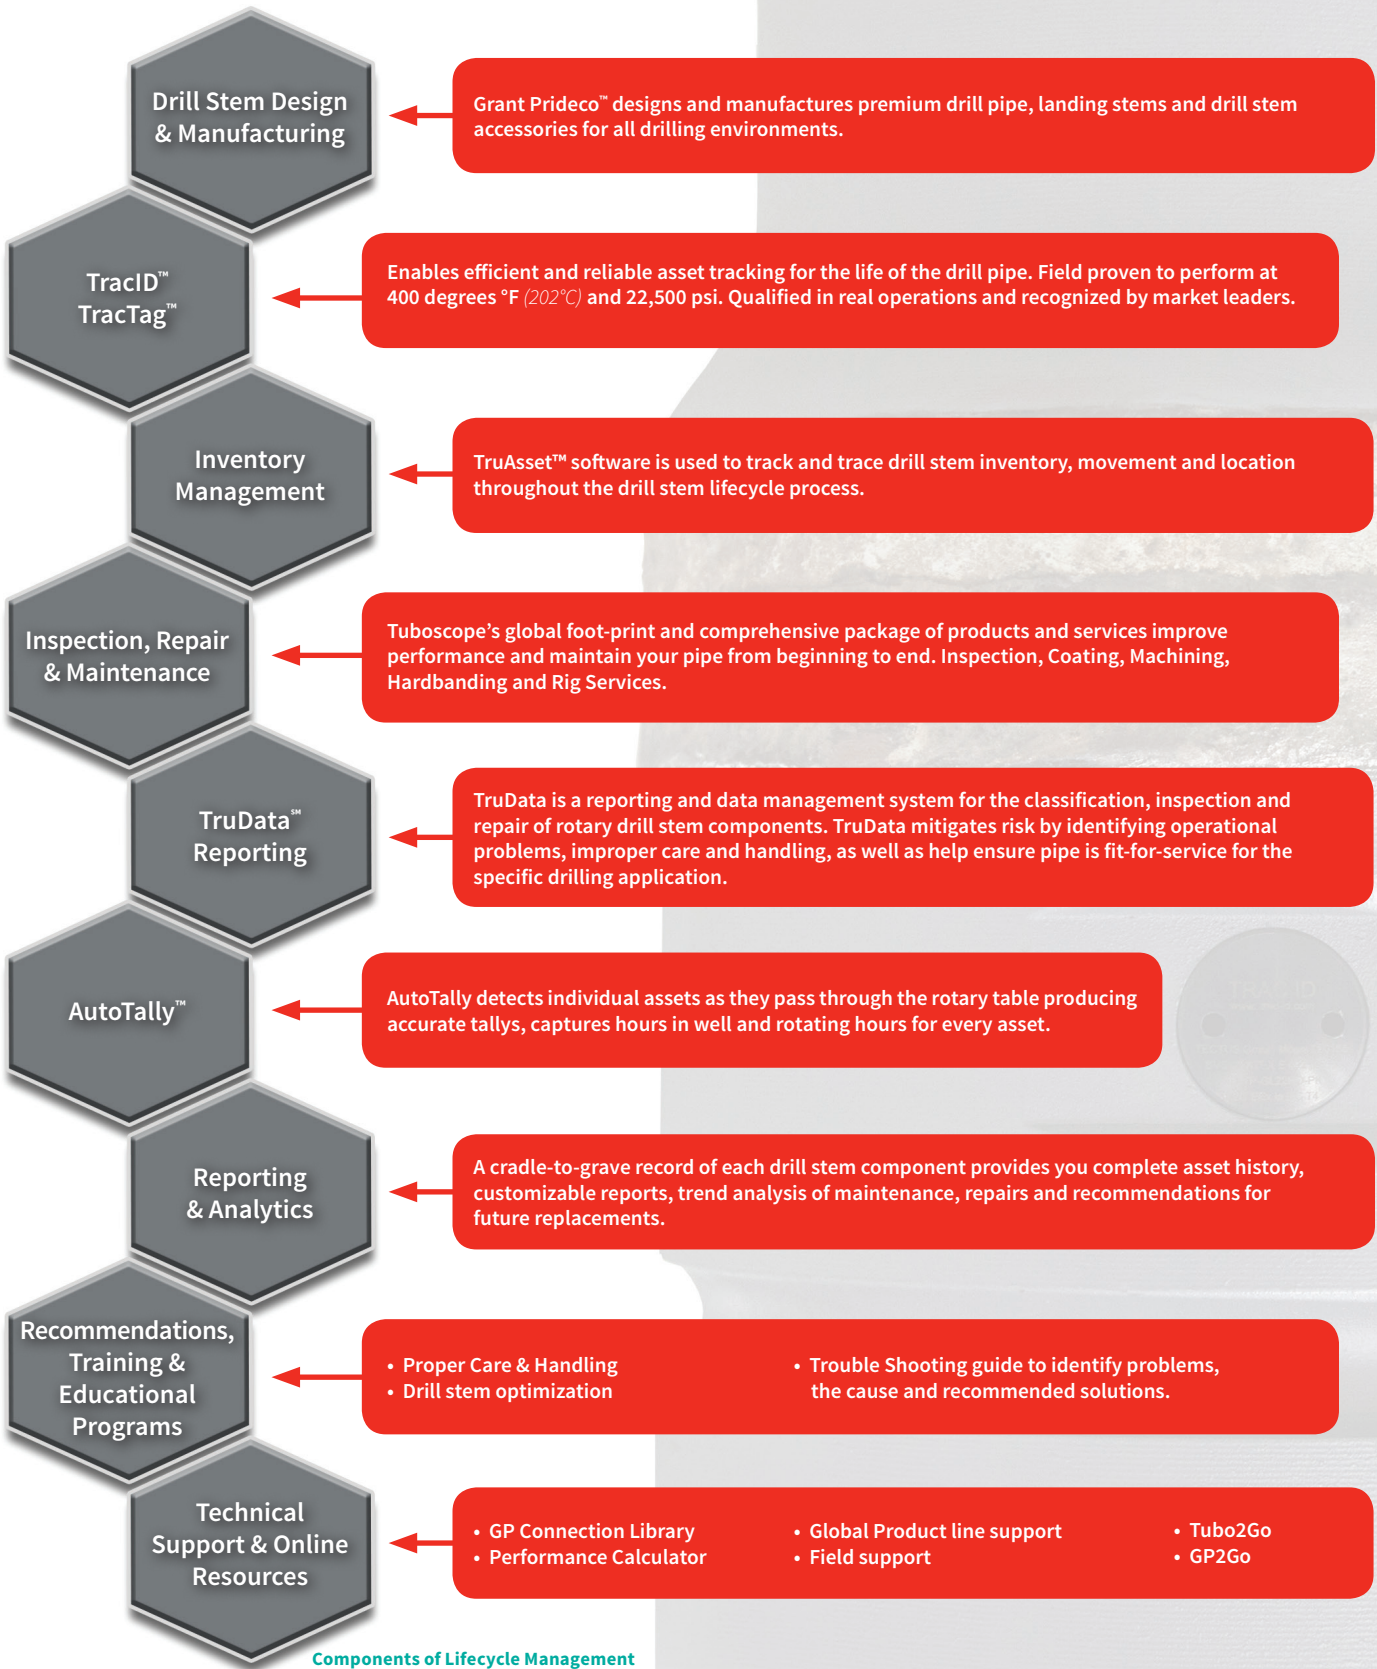 Drill Stem Design
& Manufacturing
Grant Prideco™ designs and manufactures premium drill pipe, landing stems and drill stem
accessories for all drilling environments.
TracID™
TracTag™
Enables efficient and reliable asset tracking for the life of the drill pipe. Field proven to perform at
400 degrees °F (202°C) and 22,500 psi. Qualified in real operations and recognized by market leaders.
Inventory
Management
TruAsset™ software is used to track and trace drill stem inventory, movement and location
throughout the drill stem lifecycle process.
Inspection, Repair
& Maintenance
Tuboscope’s global foot-print and comprehensive package of products and services improve
performance and maintain your pipe from beginning to end. Inspection, Coating, Machining,
Hardbanding and Rig Services.
TruData℠
Reporting
TruData is a reporting and data management system for the classification, inspection and
repair of rotary drill stem components. TruData mitigates risk by identifying operational
problems, improper care and handling, as well as help ensure pipe is fit-for-service for the
specific drilling application.
AutoTally™
AutoTally detects individual assets as they pass through the rotary table producing
accurate tallys, captures hours in well and rotating hours for every asset.
TRAC ID
Reporting
& Analytics
A cradle-to-grave record of each drill stem component provides you complete asset history,
customizable reports, trend analysis of maintenance, repairs and recommendations for
future replacements.
Recommendations,
Training &
Educational
Programs
• Proper Care & Handling
• Drill stem optimization
• Trouble Shooting guide to identify problems,
the cause and recommended solutions.
Technical
Support & Online
Resources
• GP Connection Library
• Performance Calculator
• Global Product line support
• Field support
• Tubo2Go
• GP2Go
Components of Lifecycle Management